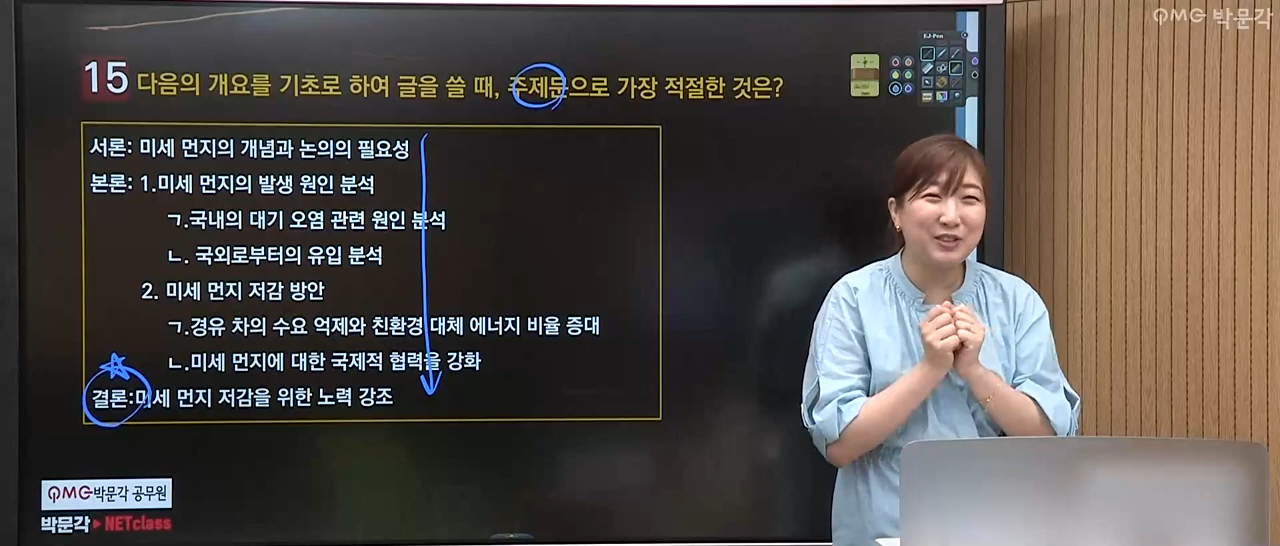 QMG 박문각
EJ-Pen
15 다음의 개요를 기초로 하여 글을 쓸 때, 주제문으로 가장 적절한 것은?
서론: 미세 먼지의 개념과 논의의 필요성
본론: 1.미세 먼지의 발생 원인 분석
ㄱ.국내의 대기 오염 관련 원인 분석
ㄴ. 국외로부터의 유입 분석
2. 미세 먼지 저감 방안
ㄱ.경유 차의 수요 억제와 친환경 대체 에너지 비율 증대
ㄴ.미세 먼지에 대한 국제적 협력을 강화
결론:미세 먼지 저감을 위한 노력 강조
QMG박문각 공무원
박문각 NETclass